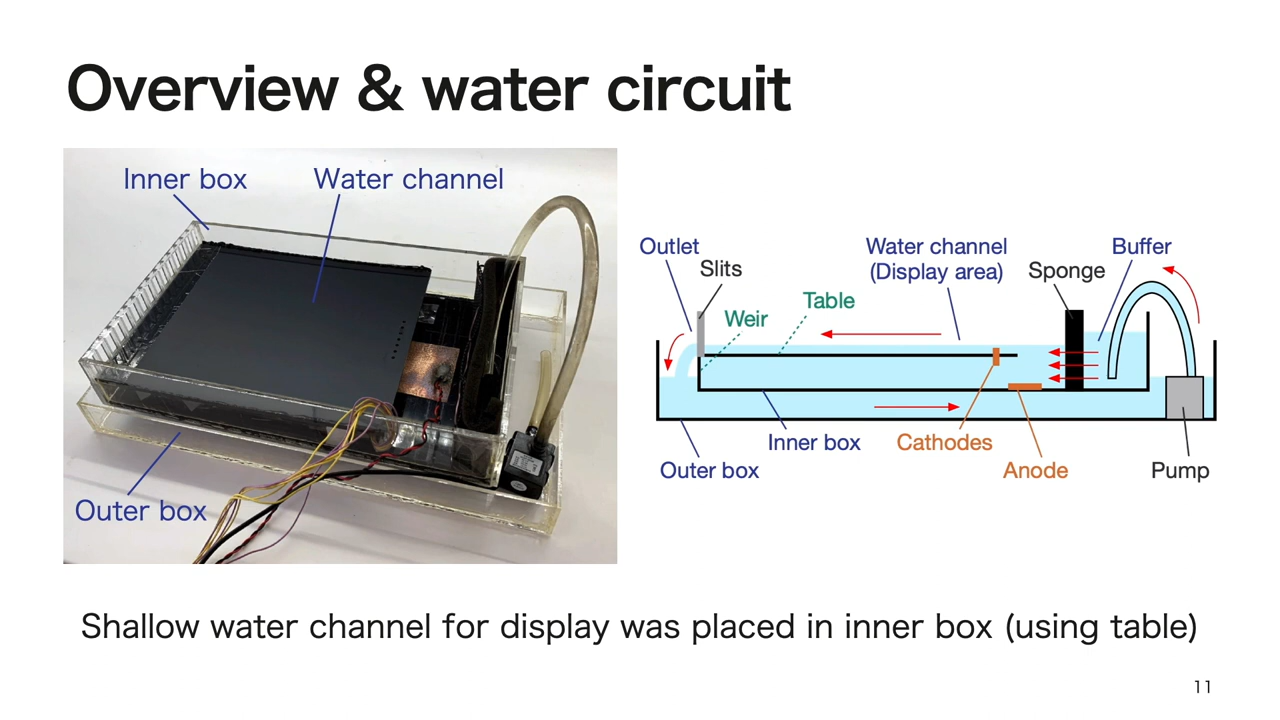 Overview & water circuit
Inner box
Water channel
Outer box
Outlet
Slits
Weir
Table
Water channel
(Display area)
Sponge
Buffer
Inner box
Cathodes
Outer box
Anode
Pump
Shallow water channel for display was placed in inner box (using table)
11